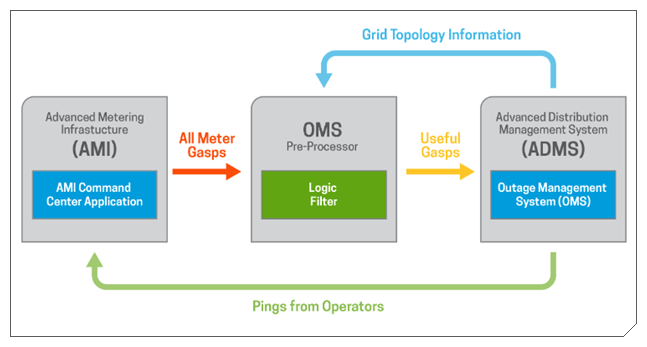 Grid Topology Information
Advanced Metering
Infrastucture
(AMI)
AMI Command
Center Application
All Meter
Gasps
OMS
Pre-Processor
Logic
Filter
Useful
Gasps
Advanced Distribution
Management System
(ADMS)
Outage Management
System (OMS)
Pings from Operators